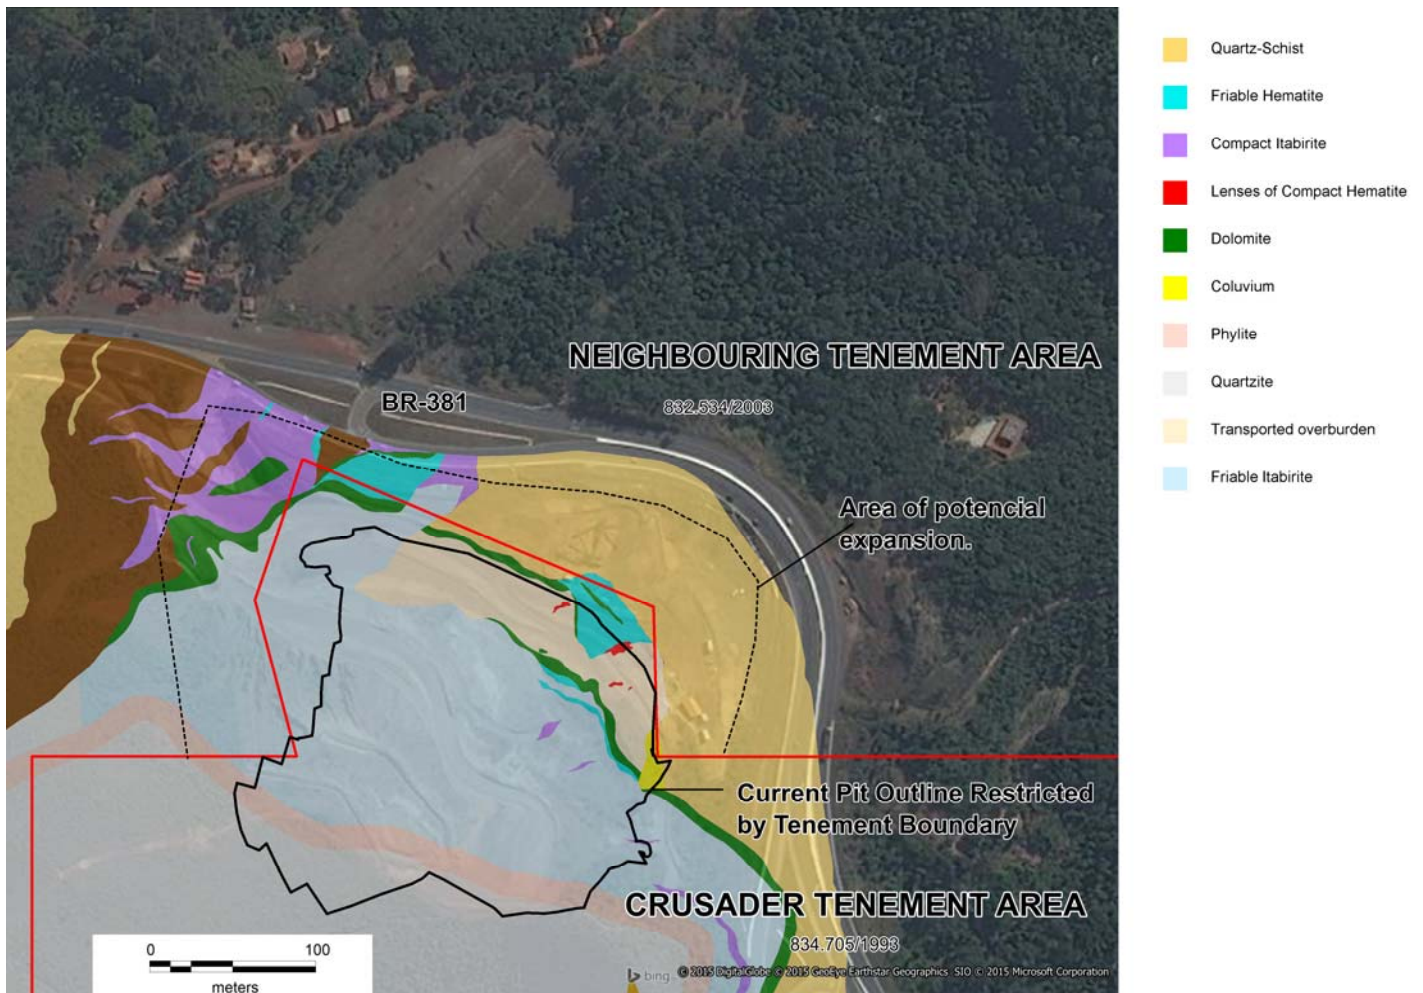 Quartz-Schist
Friable Hematite
Compact Itabirite
Lenses of Compact Hematite
Dolomite
Coluvium
Phylite
Quartzite
Transported overburden
Friable Itabirite
NEIGHBOURING TENEMENT AREA
832.534/2003
BR-381
Area of potencial
expansion.
Current Pit Outline Restricted
by Tenement Boundary
CRUSADER TENEMENT AREA
834.705/1993
0 100
meters
bing
© 2015 DigitalGlobe © 2015 GeoEye Earthstar Geographics SIO © 2015 Microsoft Corporation